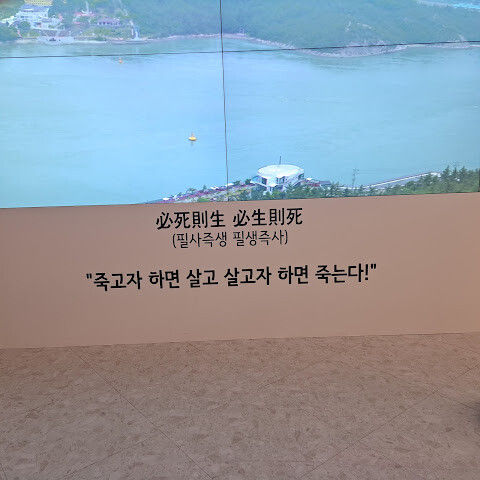 必死則生 必生則死
(필사즉생 필생즉사)
"죽고자 하면 살고 살고자 하면 죽는다!"